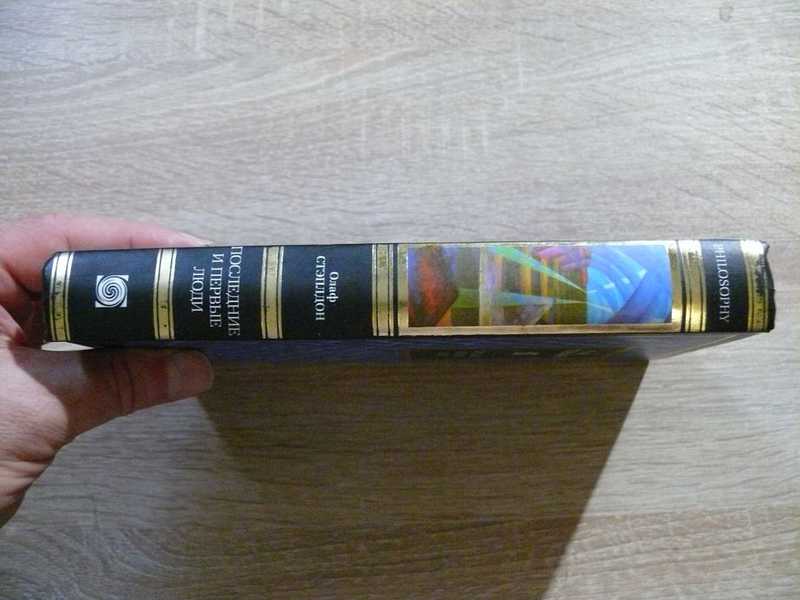 PHILOSOPHY
Олаф
СТЭПЛДОН
ПОСЛЕДНИЕ
И ПЕРВЫЕ
ЛЮДИ